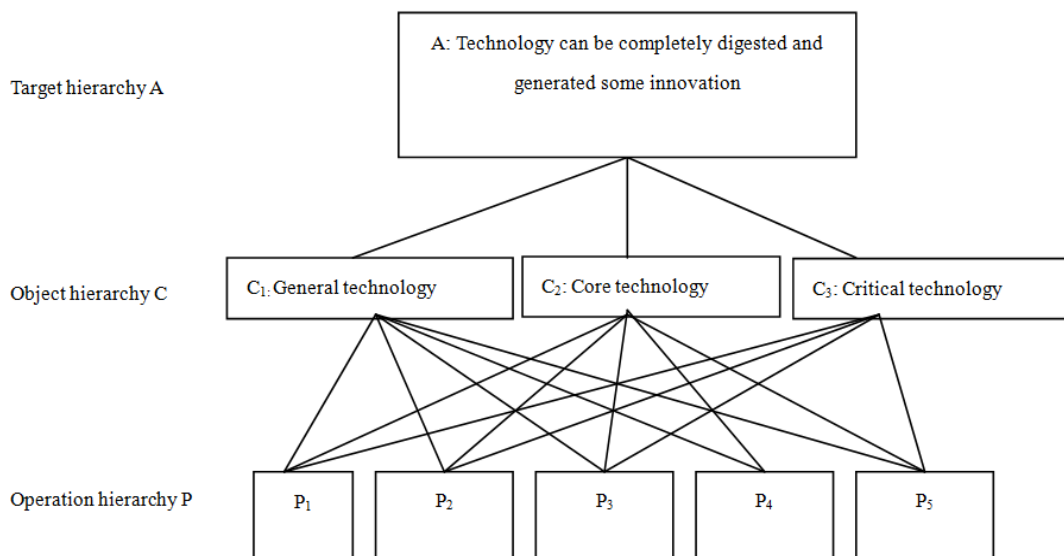 A: Technology can be completely digested and
generated some innovation
Target hierarchy A
Object hierarchy C
C₁: General technology
C₂: Core technology
C₃: Critical technology
Operation hierarchy P
P₁
P₂
P₃
P₄
P₅